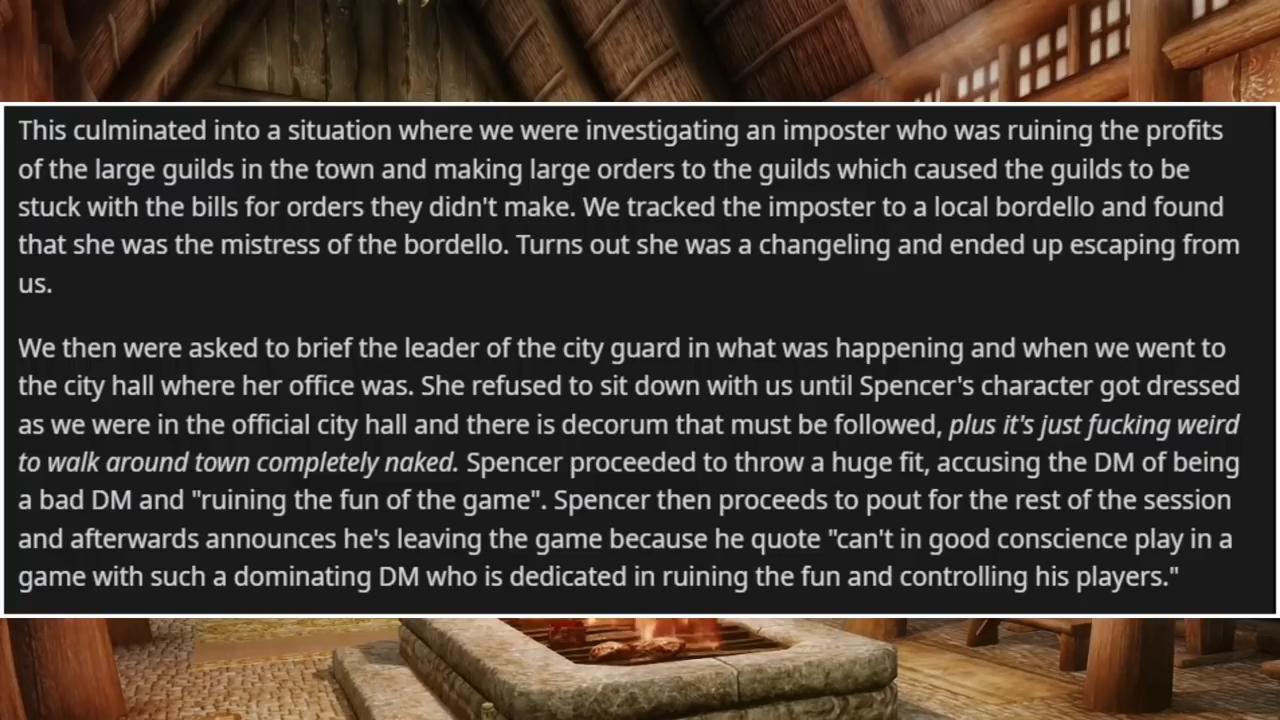 This culminated into a situation where we were investigating an imposter who was ruining the profits
of the large guilds in the town and making large orders to the guilds which caused the guilds to be
stuck with the bills for orders they didn't make. We tracked the imposter to a local bordello and found
that she was the mistress of the bordello. Turns out she was a changeling and ended up escaping from
us.
We then were asked to brief the leader of the city guard in what was happening and when we went to
the city hall where her office was. She refused to sit down with us until Spencer's character got dressed
as we were in the official city hall and there is decorum that must be followed, plus it's just fucking weird
to walk around town completely naked. Spencer proceeded to throw a huge fit, accusing the DM of being
a bad DM and "ruining the fun of the game". Spencer then proceeds to pout for the rest of the session
and afterwards announces he's leaving the game because he quote "can't in good conscience play in a
game with such a dominating DM who is dedicated in ruining the fun and controlling his players."